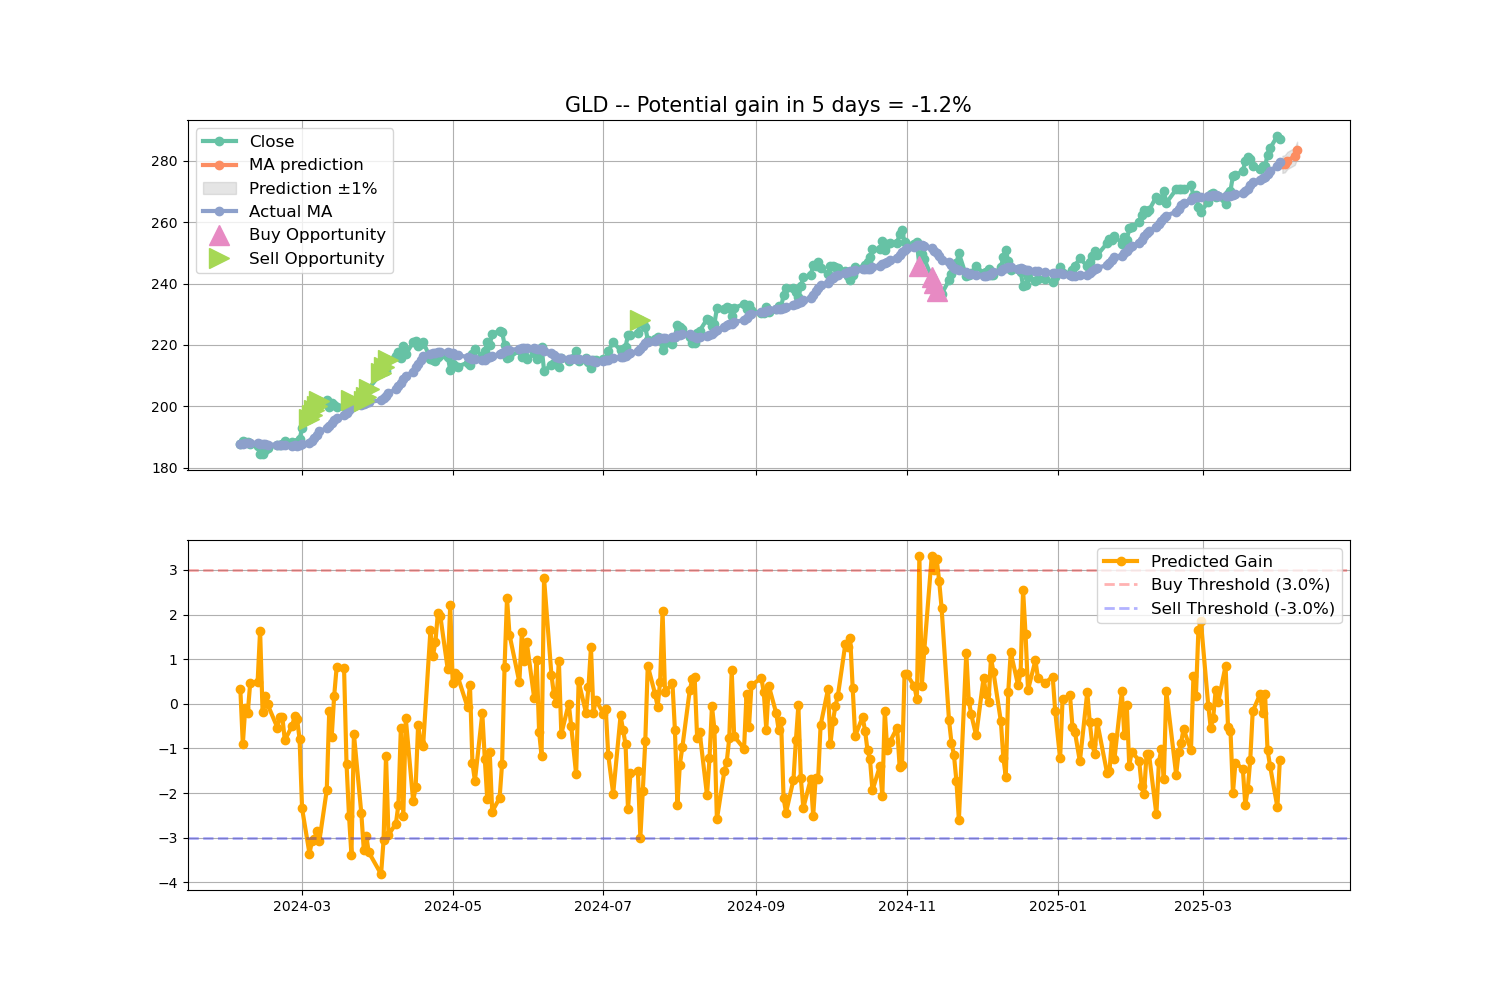 GLD -- Potential gain in 5 days = -1.2%
Close
MA prediction
Prediction ±1%
Actual MA
Buy Opportunity
Sell Opportunity
280
260
240
220
200
180
Predicted Gain
Buy Threshold (3.0%)
Sell Threshold (-3.0%)
3
2
1
0
−1
−2
−3
−4
2024-03
2024-05
2024-07
2024-09
2024-11
2025-01
2025-03